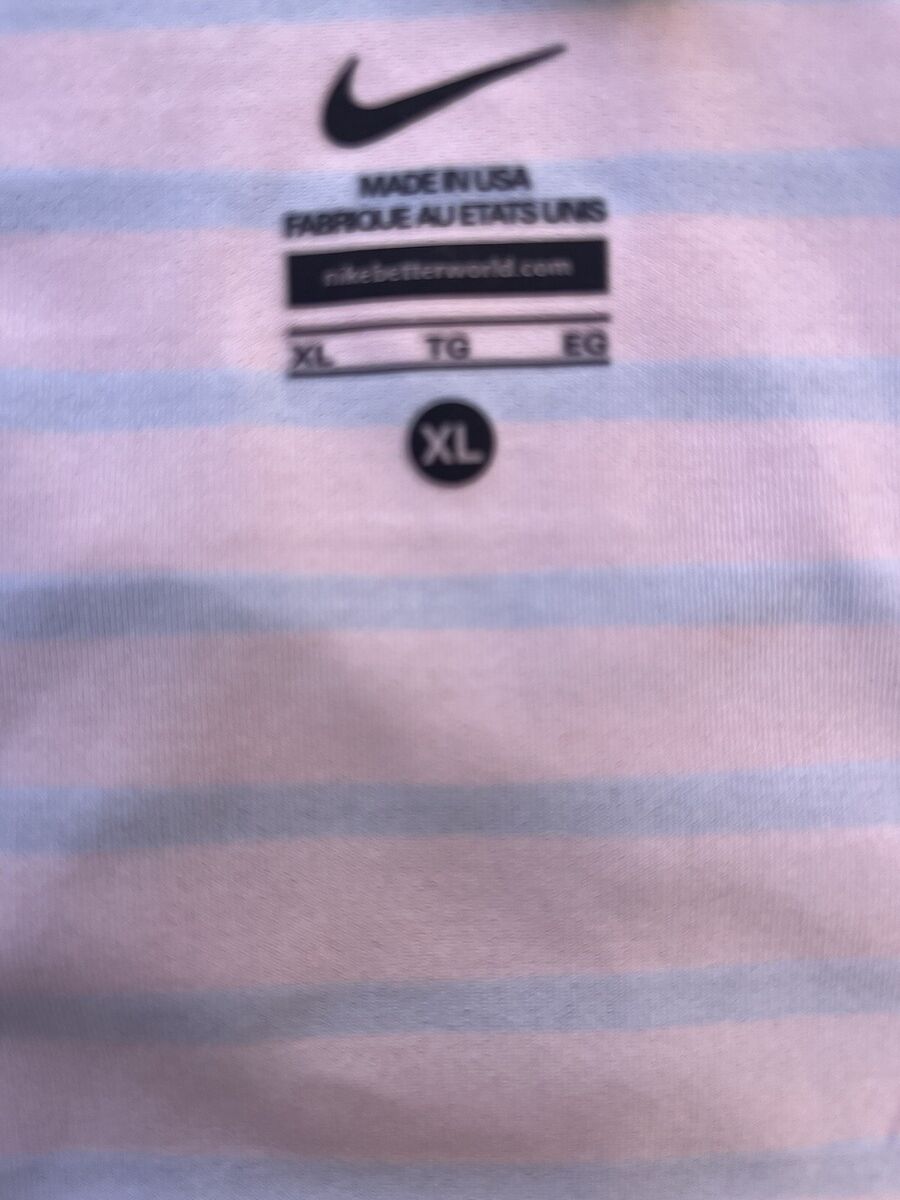 MADE IN USA
FABRIQUE AU ETATS UNIS
nikebetterworld.com
XL TG EG
XL